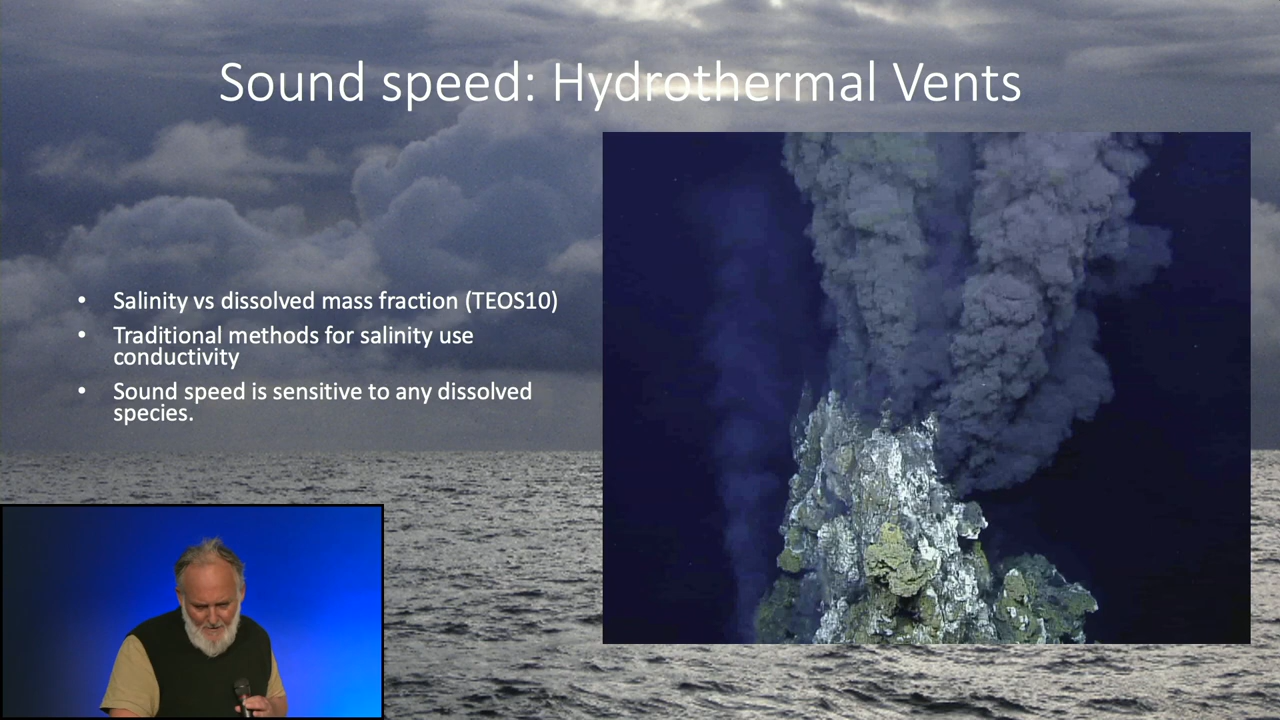 Sound speed: Hydrothermal Vents
• Salinity vs dissolved mass fraction (TEOS10)
• Traditional methods for salinity use
conductivity
• Sound speed is sensitive to any dissolved
species.